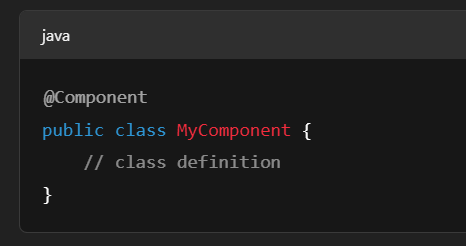 java
@Component
public class MyComponent {
    // class definition
}